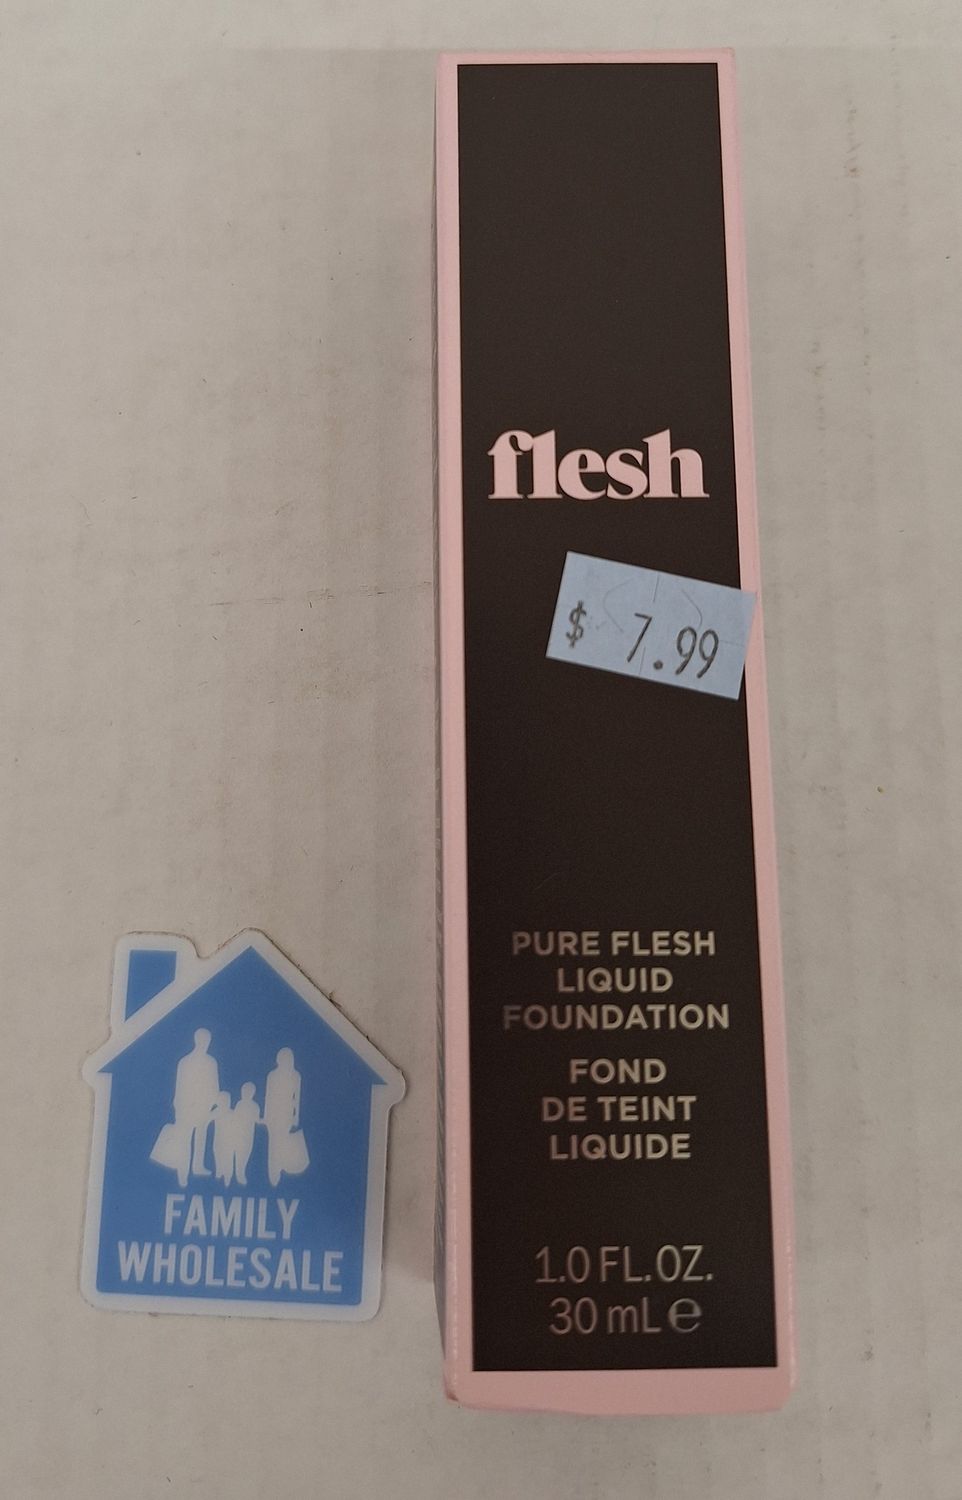 flesh
$ 7.99
PURE FLESH
LIQUID
FOUNDATION
FOND
DE TEINT
LIQUIDE
1.0 FL. OZ.
30 mL ℮
FAMILY
WHOLESALE